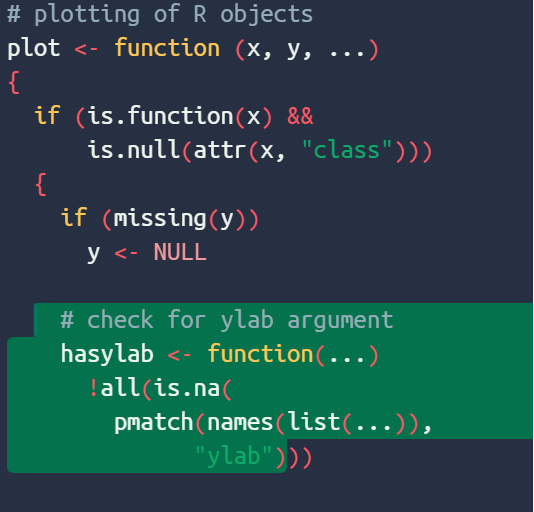 # plotting of R objects
plot <- function (x, y, ...)
{
  if (is.function(x) &&
      is.null(attr(x, "class")))
  {
    if (missing(y))
      y <- NULL

    # check for ylab argument
    hasylab <- function(...)
      !all(is.na(
        pmatch(names(list(...)),
              "ylab")))